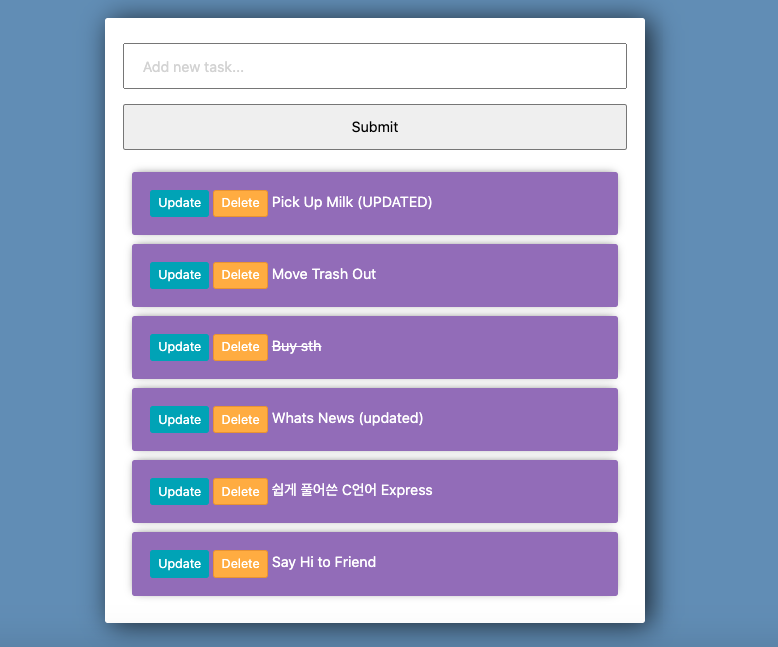 Add new task...
Submit
Update Delete Pick Up Milk (UPDATED)
Update Delete Move Trash Out
Update Delete Buy sth
Update Delete Whats News (updated)
Update Delete 쉽게 풀어쓴 C언어 Express
Update Delete Say Hi to Friend